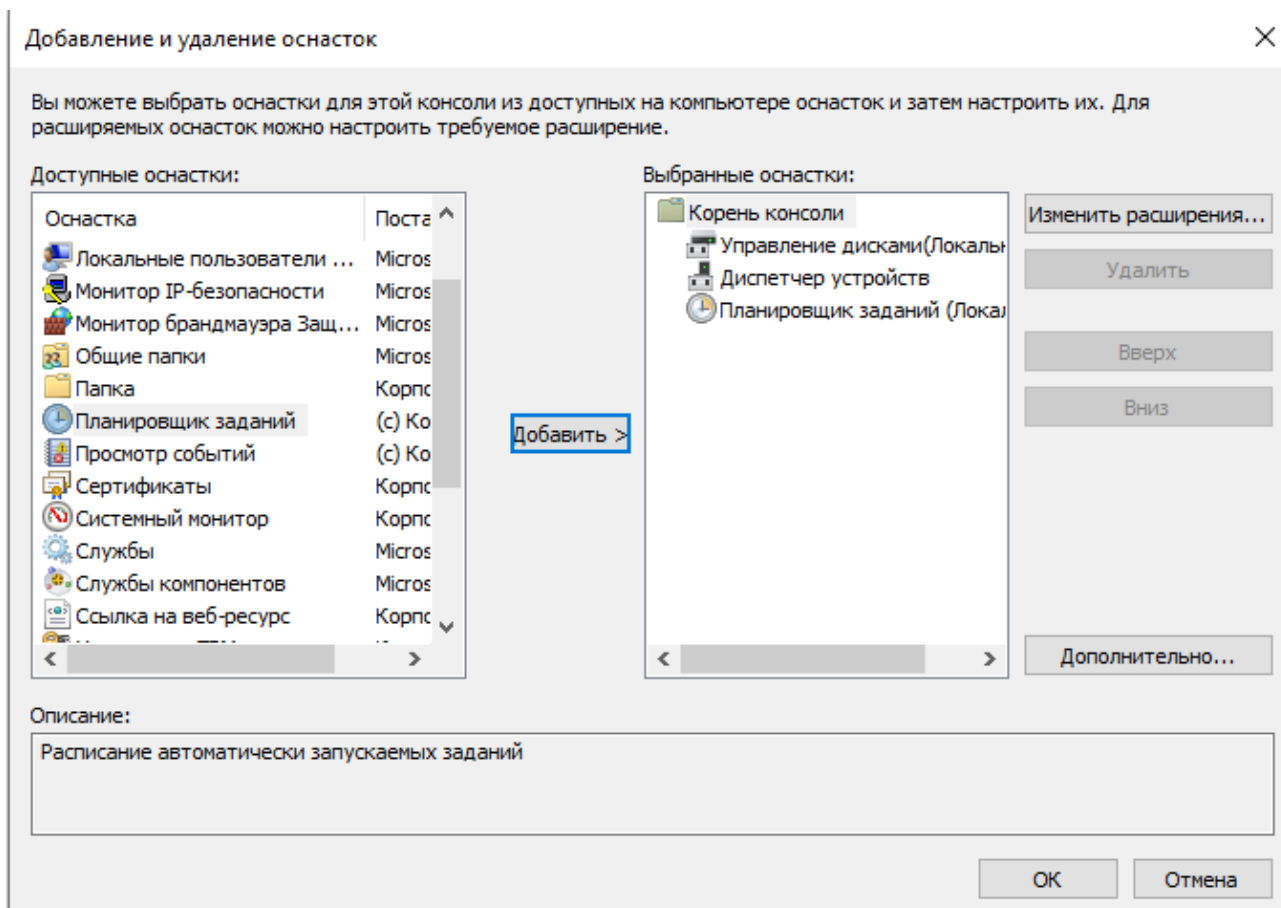 Добавление и удаление оснасток
Вы можете выбрать оснастки для этой консоли из доступных на компьютере оснасток и затем настроить их. Для
расширяемых оснасток можно настроить требуемое расширение.
Доступные оснастки:
Оснастка Поста
Локальные пользователи ... Micros
Монитор IP-безопасности Micros
Монитор брандмауэра Защ... Micros
Общие папки Micros
Папка Корпс
Планировщик заданий (с) Ко
Просмотр событий (с) Ко
Сертификаты Корпс
Системный монитор Корпс
Службы Micros
Службы компонентов Micros
Ссылка на веб-ресурс Корпс
Добавить >
Выбранные оснастки:
Корень консоли
Управление дисками(Локальн
Диспетчер устройств
Планировщик заданий (Локал
Изменить расширения...
Удалить
Вверх
Вниз
Дополнительно...
Описание:
Расписание автоматически запускаемых заданий
ОК
Отмена